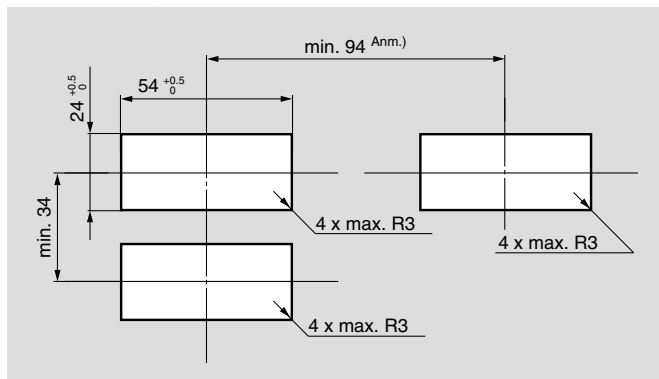 min. 94 Anm.)
54 +0.5 0
24 +0.5 0
min. 34
4 x max. R3
4 x max. R3
4 x max. R3